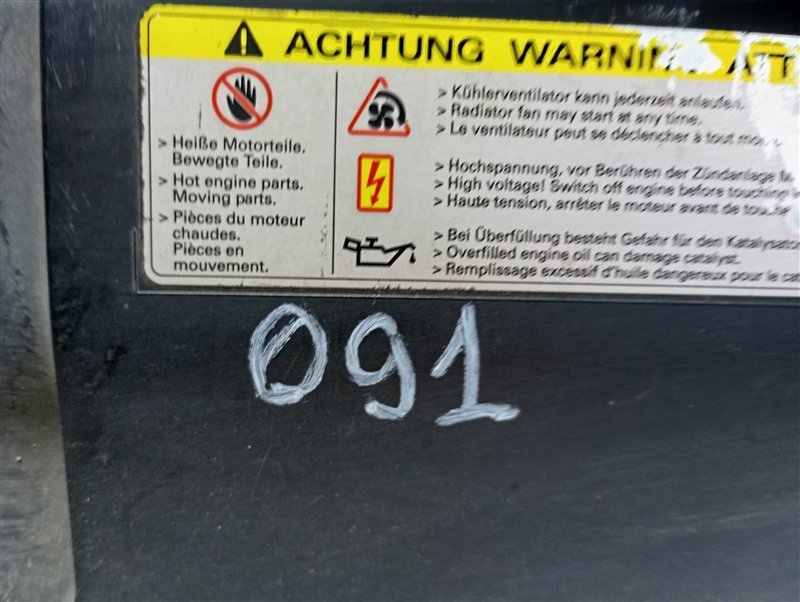 ACHTUNG WARNING ATT
> Heiße Motorteile.
Bewegte Teile.
> Hot engine parts.
Moving parts.
> Pièces du moteur
chaudes.
Pièces en
mouvement.
> Kühlerventilator kann jederzeit anlaufen.
> Radiator fan may start at any time.
> Le ventilateur peut se déclencher à tout
> Hochspannung, vor Berühren der Zündanlage
> High voltage! Switch off engine before touching
> Haute tension, arrêter le moteur avant de
> Bei Überfüllung besteht Gefahr für den Katalysator
> Overfilled engine oil can damage catalyst.
> Remplissage excessif d'huile dangereux pour le
091